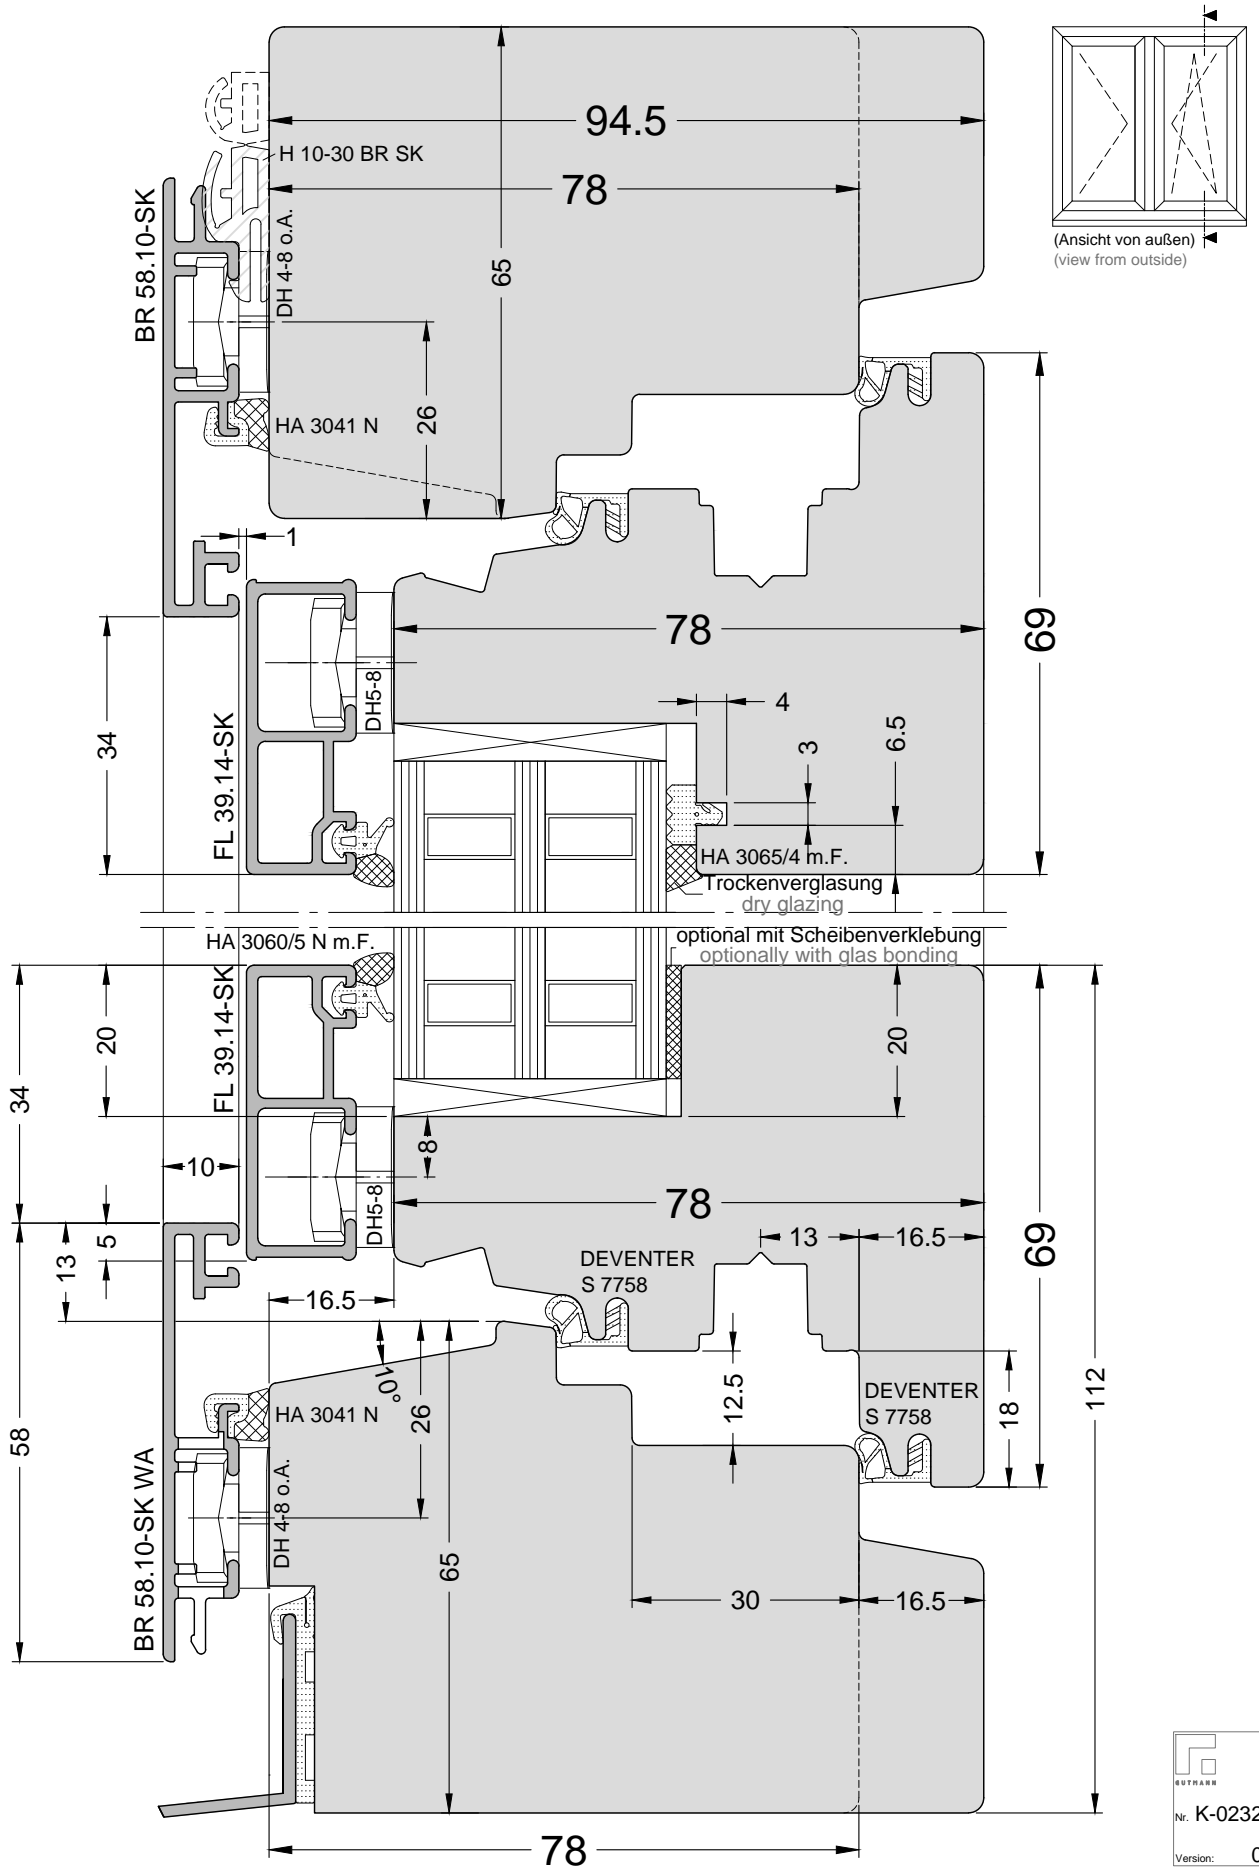 94.5
H 10-30 BR SK
78
(Ansicht von außen)
(view from outside)
BR 58.10-SK
DH 4-8 o.A.
65
26
HA 3041 N
1
78
69
DH5-8
4
34
FL 39.14-SK
3
6.5
HA 3065/4 m.F.
Trockenverglasung
dry glazing
HA 3060/5 N m.F.
optional mit Scheibenverklebung
optionally with glas bonding
34
20
FL 39.14-SK
20
8
10
78
DH5-8
13
5
13
16.5
69
DEVENTER
S 7758
16.5
10°
26
12.5
DEVENTER
S 7758
18
112
HA 3041 N
58
BR 58.10-SK WA
DH 4-8 o.A.
65
30
16.5
78
GUTMANN
Nr. K-0232
Version: 0